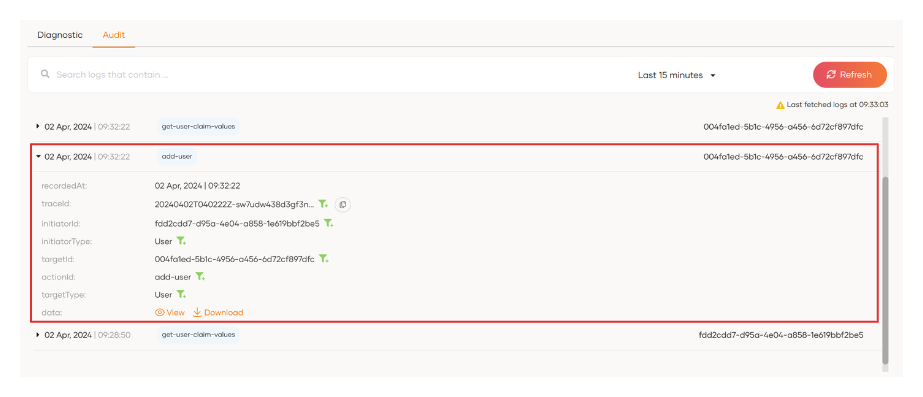 Diagnostic Audit
Search logs that contain ... Last 15 minutes Refresh
Last fetched logs at 09:33:03
02 Apr, 2024 | 09:32:22 get-user-claim-values 004fa1ed-5b1c-4956-a456-6d72cf897dfc
02 Apr, 2024 | 09:32:22 add-user 004fa1ed-5b1c-4956-a456-6d72cf897dfc
recordedAt: 02 Apr, 2024 | 09:32:22
traceId: 20240402T040222Z-sw7udw438d3gf3n...
initiatorId: fdd2cdd7-d95a-4e04-a858-1e619bbf2be5
initiatorType: User
targetId: 004fa1ed-5b1c-4956-a456-6d72cf897dfc
actionId: add-user
targetType: User
data: View Download
02 Apr, 2024 | 09:28:50 get-user-claim-values fdd2cdd7-d95a-4e04-a858-1e619bbf2be5